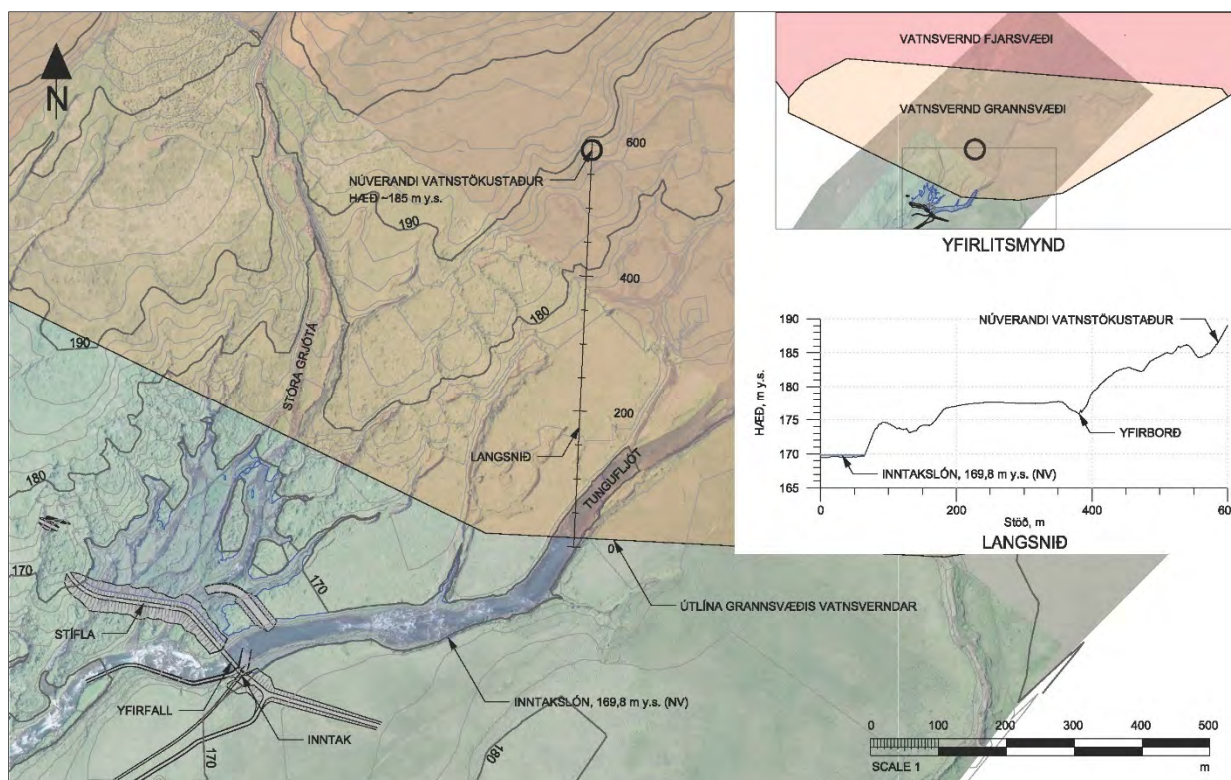 N
NÚVERANDI VATNSTÖKUSTAÐUR
HÆÐ ~185 m y.s.
190
600
400
180
200
0
190
STÓRA GRJÓTÁ
LANGSNIÐ
TUNGUFLJÓT
180
170
170
STÍFLA
YFIRFALL
INNTAK
170
180
ÚTLÍNA GRANNSVÆÐIS VATNSVERNDAR
INNTAKSLÓN, 169,8 m y.s. (NV)
VATNSVERND FJARSVÆÐI
VATNSVERND GRANNSVÆÐI
YFIRLITSMYND
NÚVERANDI VATNSTÖKUSTAÐUR
HÆÐ, m y.s.
190
185
180
175
170
165
YFIRBORÐ
INNTAKSLÓN, 169,8 m y.s. (NV)
0
200
400
60
Stöð, m
LANGSNIÐ
0 100 200 300 400 500
SCALE 1
m